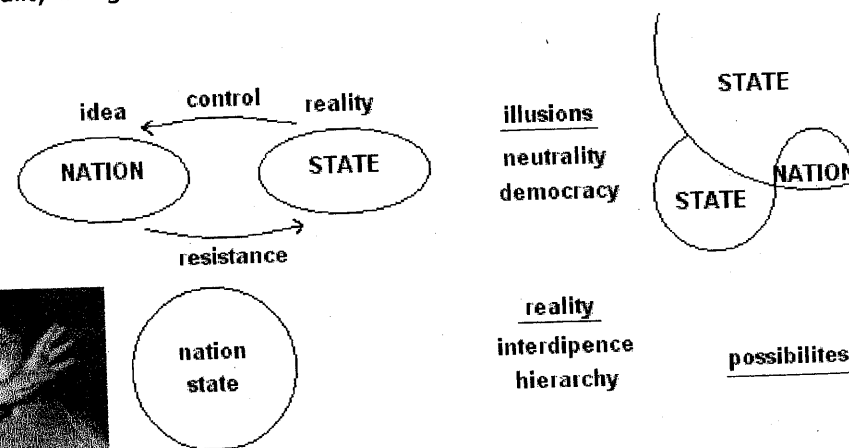 idea
control
reality
NATION
STATE
resistance
nation
state
illusions
neutrality
democracy
reality
interdipence
hierarchy
STATE
STATE
NATION
possibilites